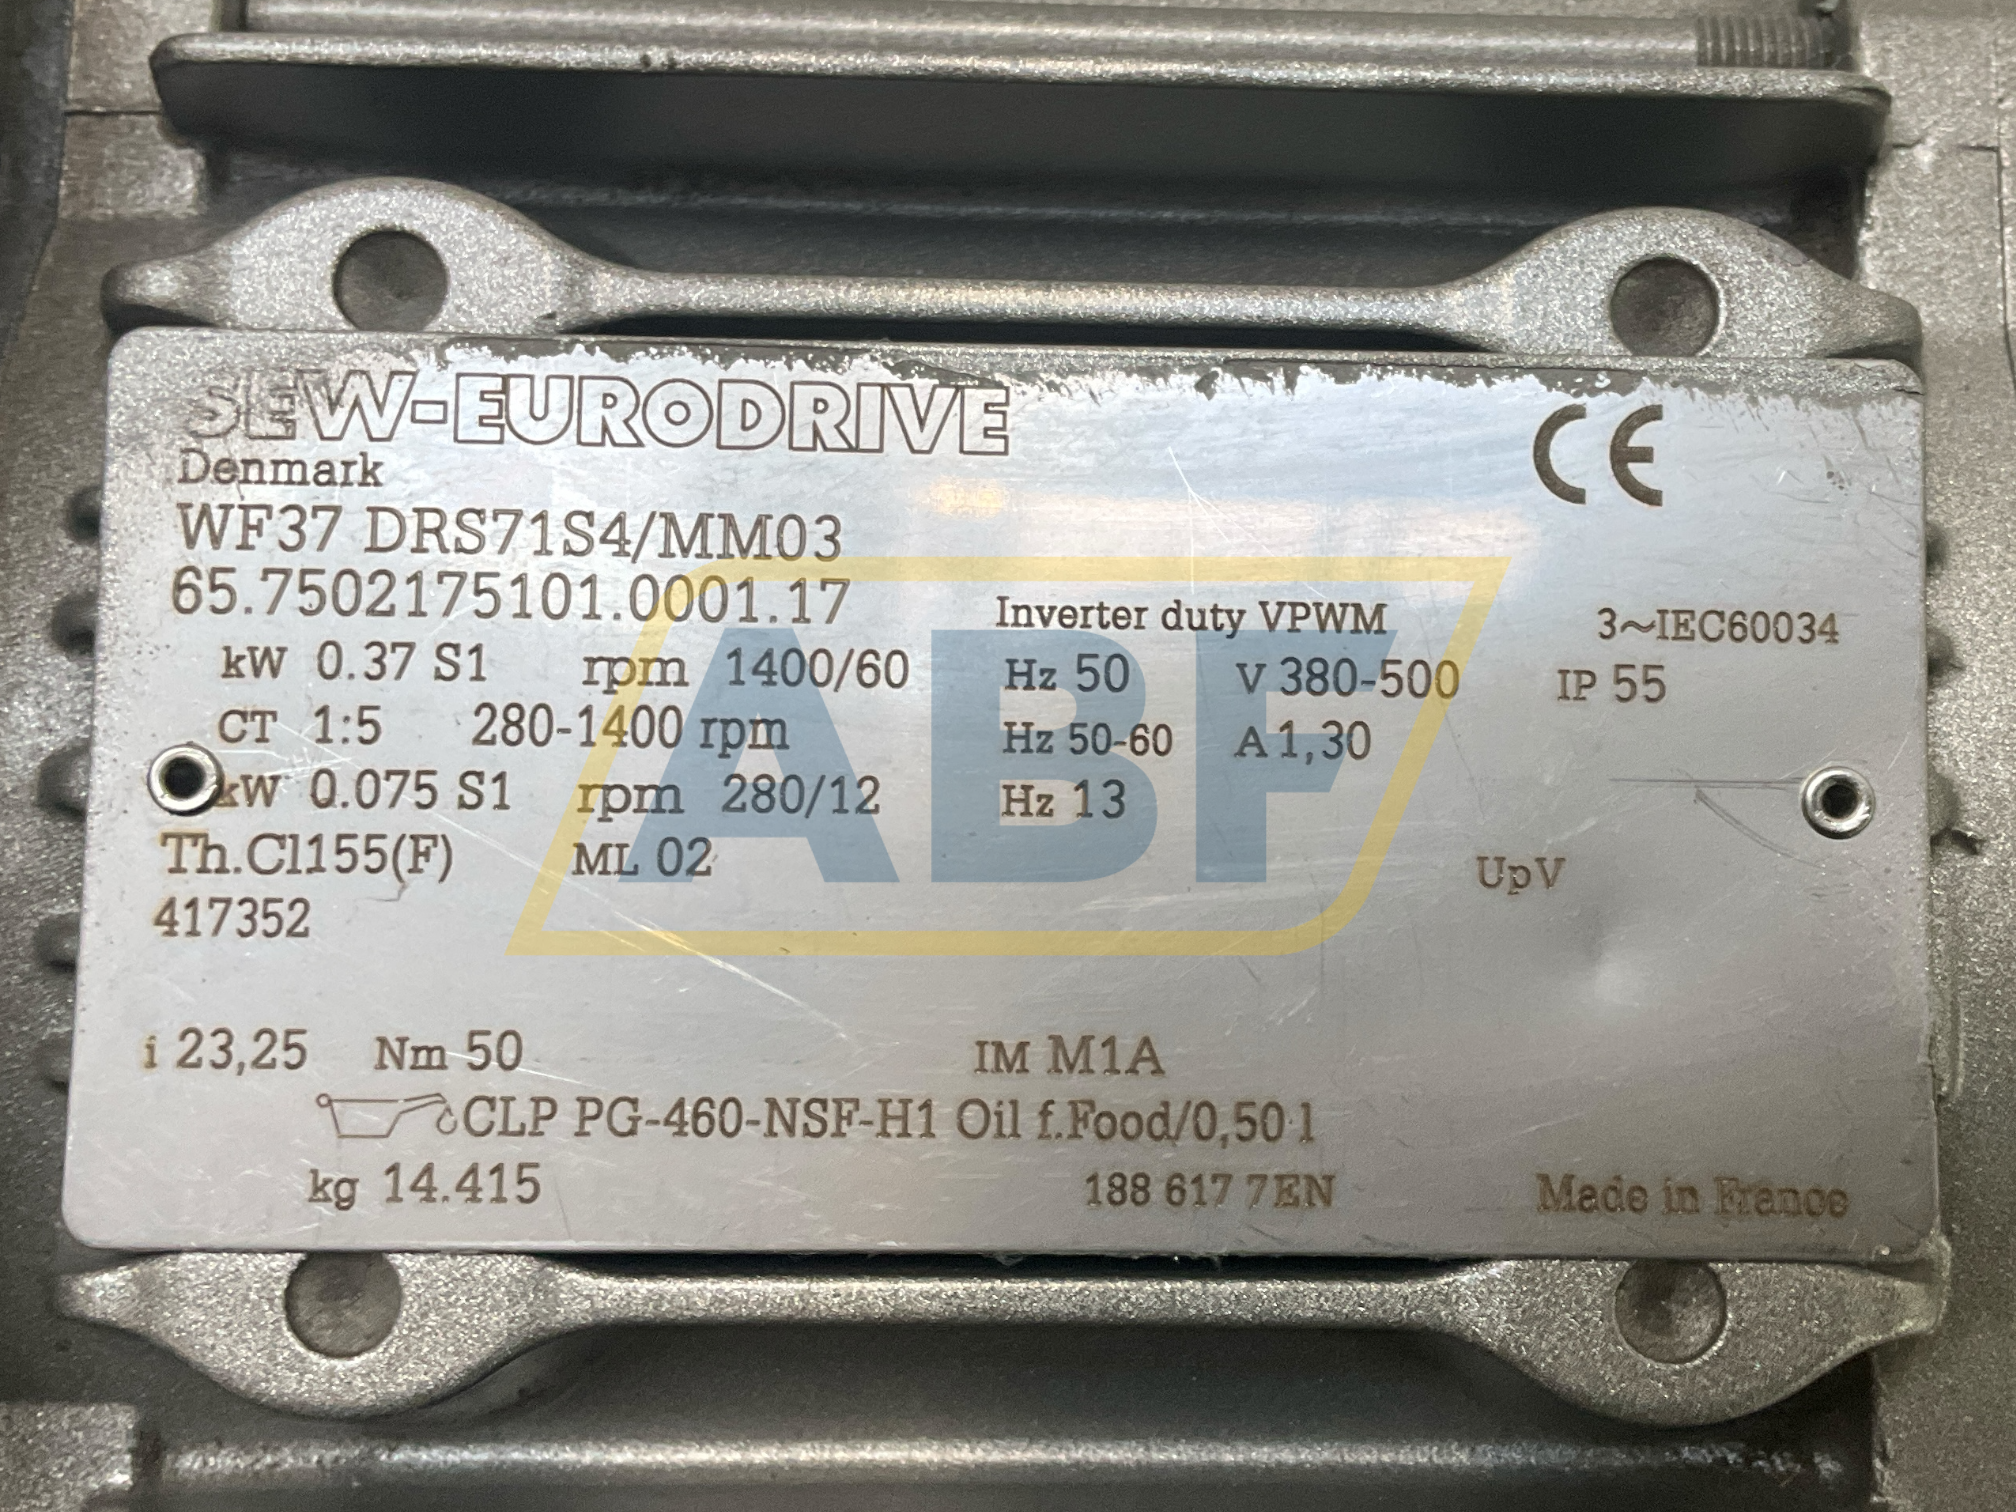 SEW-EURODRIVE
CE
Denmark
WF37 DRS71S4/MM03
65.7502175101.0001.17
Inverter duty VPWM 3~IEC60034
kW 0.37 S1 rpm 1400/60 Hz 50 V 380-500 IP 55
CT 1:5 280-1400 rpm Hz 50-60 A 1,30
kW 0.075 S1 rpm 280/12 Hz 13
Th.Cl155(F) ML 02 UpV
417352
i 23,25 Nm 50 IM M1A
CLP PG-460-NSF-H1 Oil f.Food/0,50 l
kg 14.415 188 617 7EN Made in France
ABF